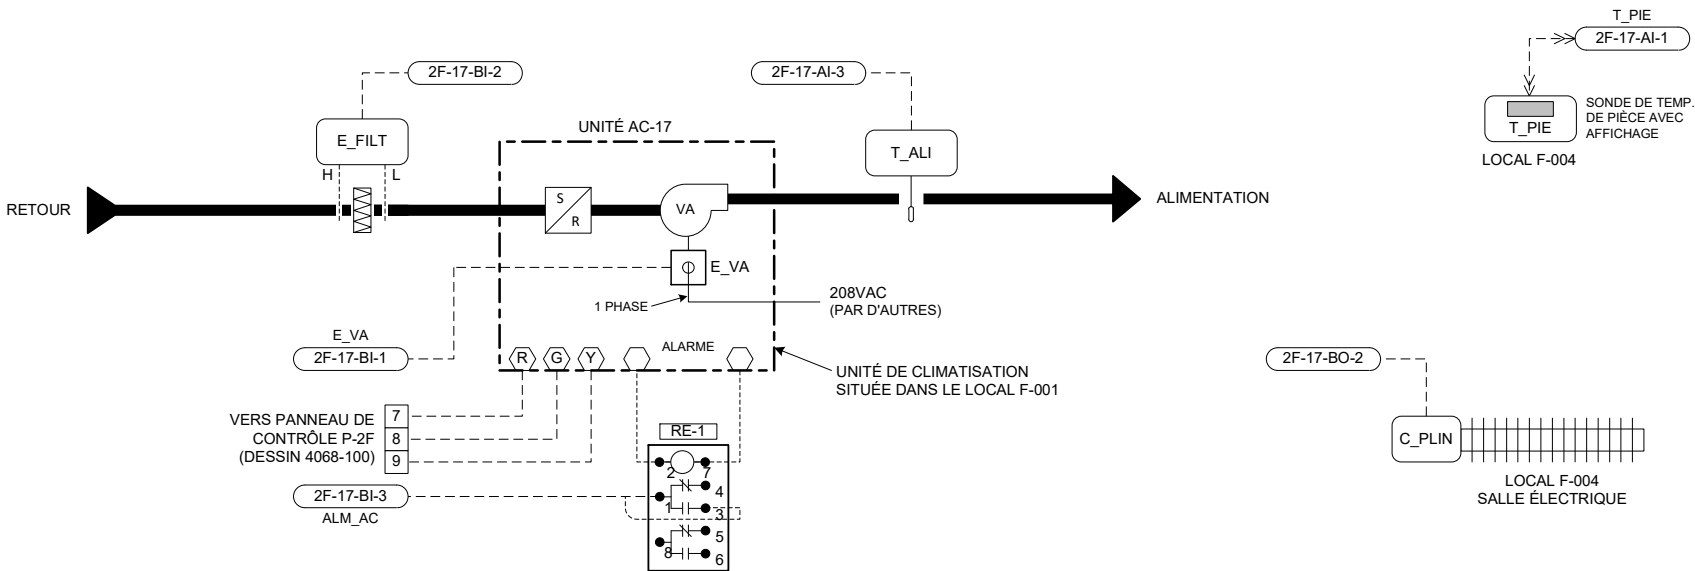 T_PIE
2F-17-AI-1
2F-17-BI-2
2F-17-AI-3
SONDE DE TEMP.
DE PIÈCE AVEC
AFFICHAGE
T_PIE
LOCAL F-004
UNITÉ AC-17
E_FILT
H
L
T_ALI
RETOUR
S
R
VA
ALIMENTATION
E_VA
1 PHASE
208VAC
(PAR D'AUTRES)
E_VA
2F-17-BI-1
R
G
Y
ALARME
UNITÉ DE CLIMATISATION
SITUÉE DANS LE LOCAL F-001
2F-17-BO-2
VERS PANNEAU DE
CONTRÔLE P-2F
(DESSIN 4068-100)
7
8
9
RE-1
2
7
4
1
3
5
8
6
2F-17-BI-3
ALM_AC
C_PLIN
LOCAL F-004
SALLE ÉLECTRIQUE